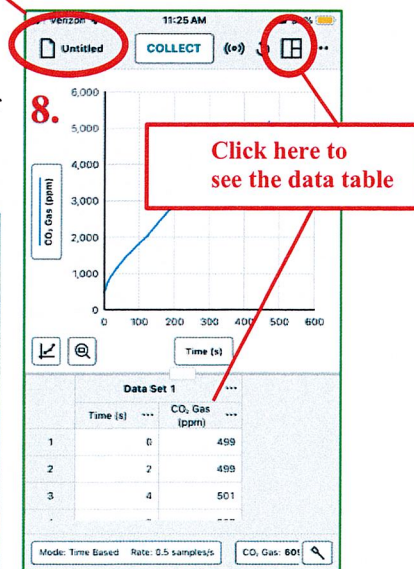 Verizon 11:25 AM
Untitled COLLECT
8.
6,000
5,000
4,000
3,000
2,000
1,000
0
CO₂ Gas (ppm)
Click here to
see the data table
0 100 200 300 400 500 600
Time (s)
Data Set 1 ...
Time (s) ... CO₂ Gas ...
(ppm)
1 0 499
2 2 499
3 4 501
Mode: Time Based Rate: 0.5 samples/s CO₂ Gas: